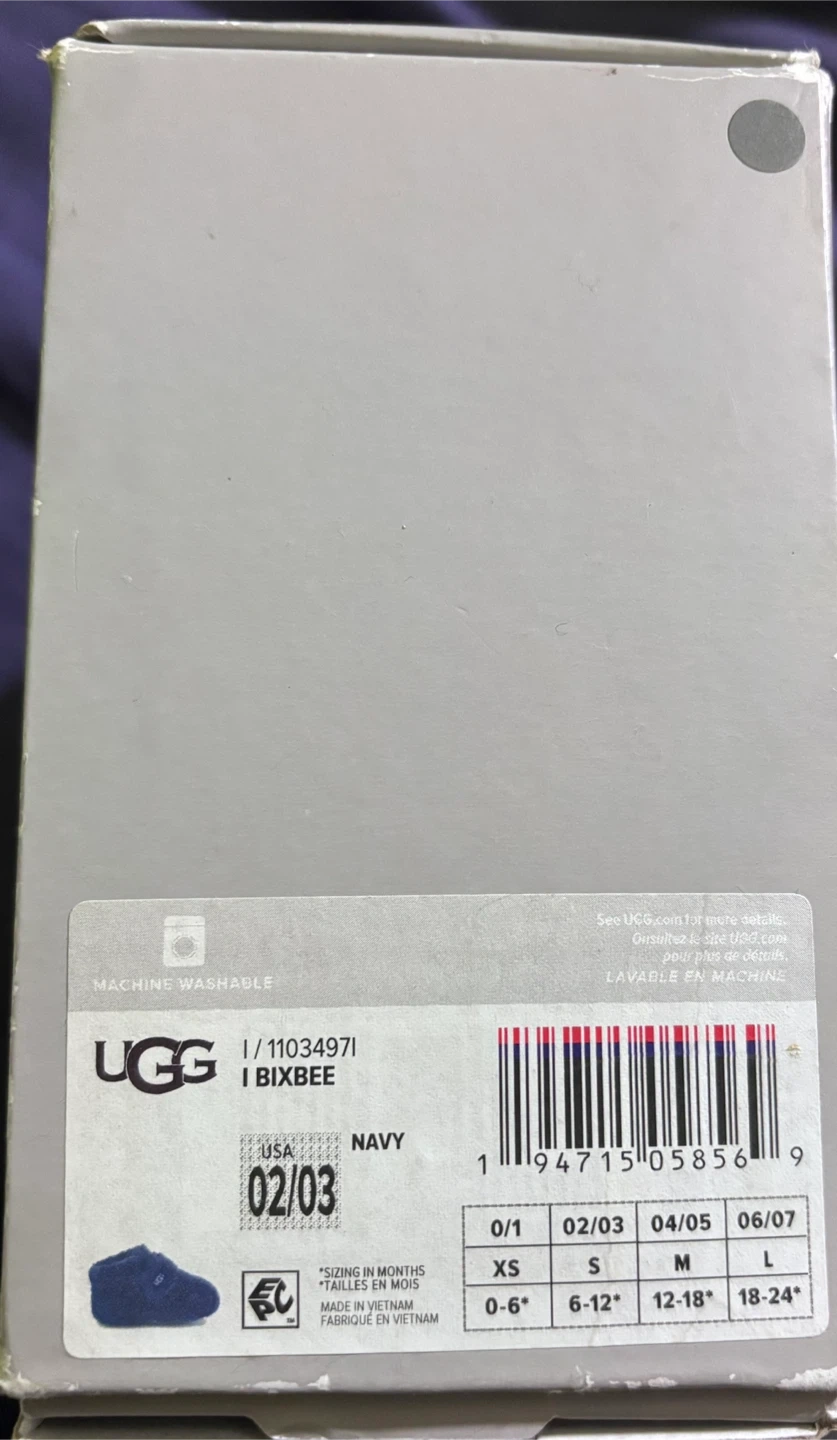 See UGG.com for more details.
Consultez le site UGG.com
pour plus de détails.
MACHINE WASHABLE
LAVABLE EN MACHINE
UGG
I / 1103497I
I BIXBEE
USA
02/03
NAVY
1 94715 05856 9
0/1 02/03 04/05 06/07
XS S M L
0-6* 6-12* 12-18* 18-24*
EPC
SM
*SIZING IN MONTHS
*TAILLES EN MOIS
MADE IN VIETNAM
FABRIQUÉ EN VIETNAM